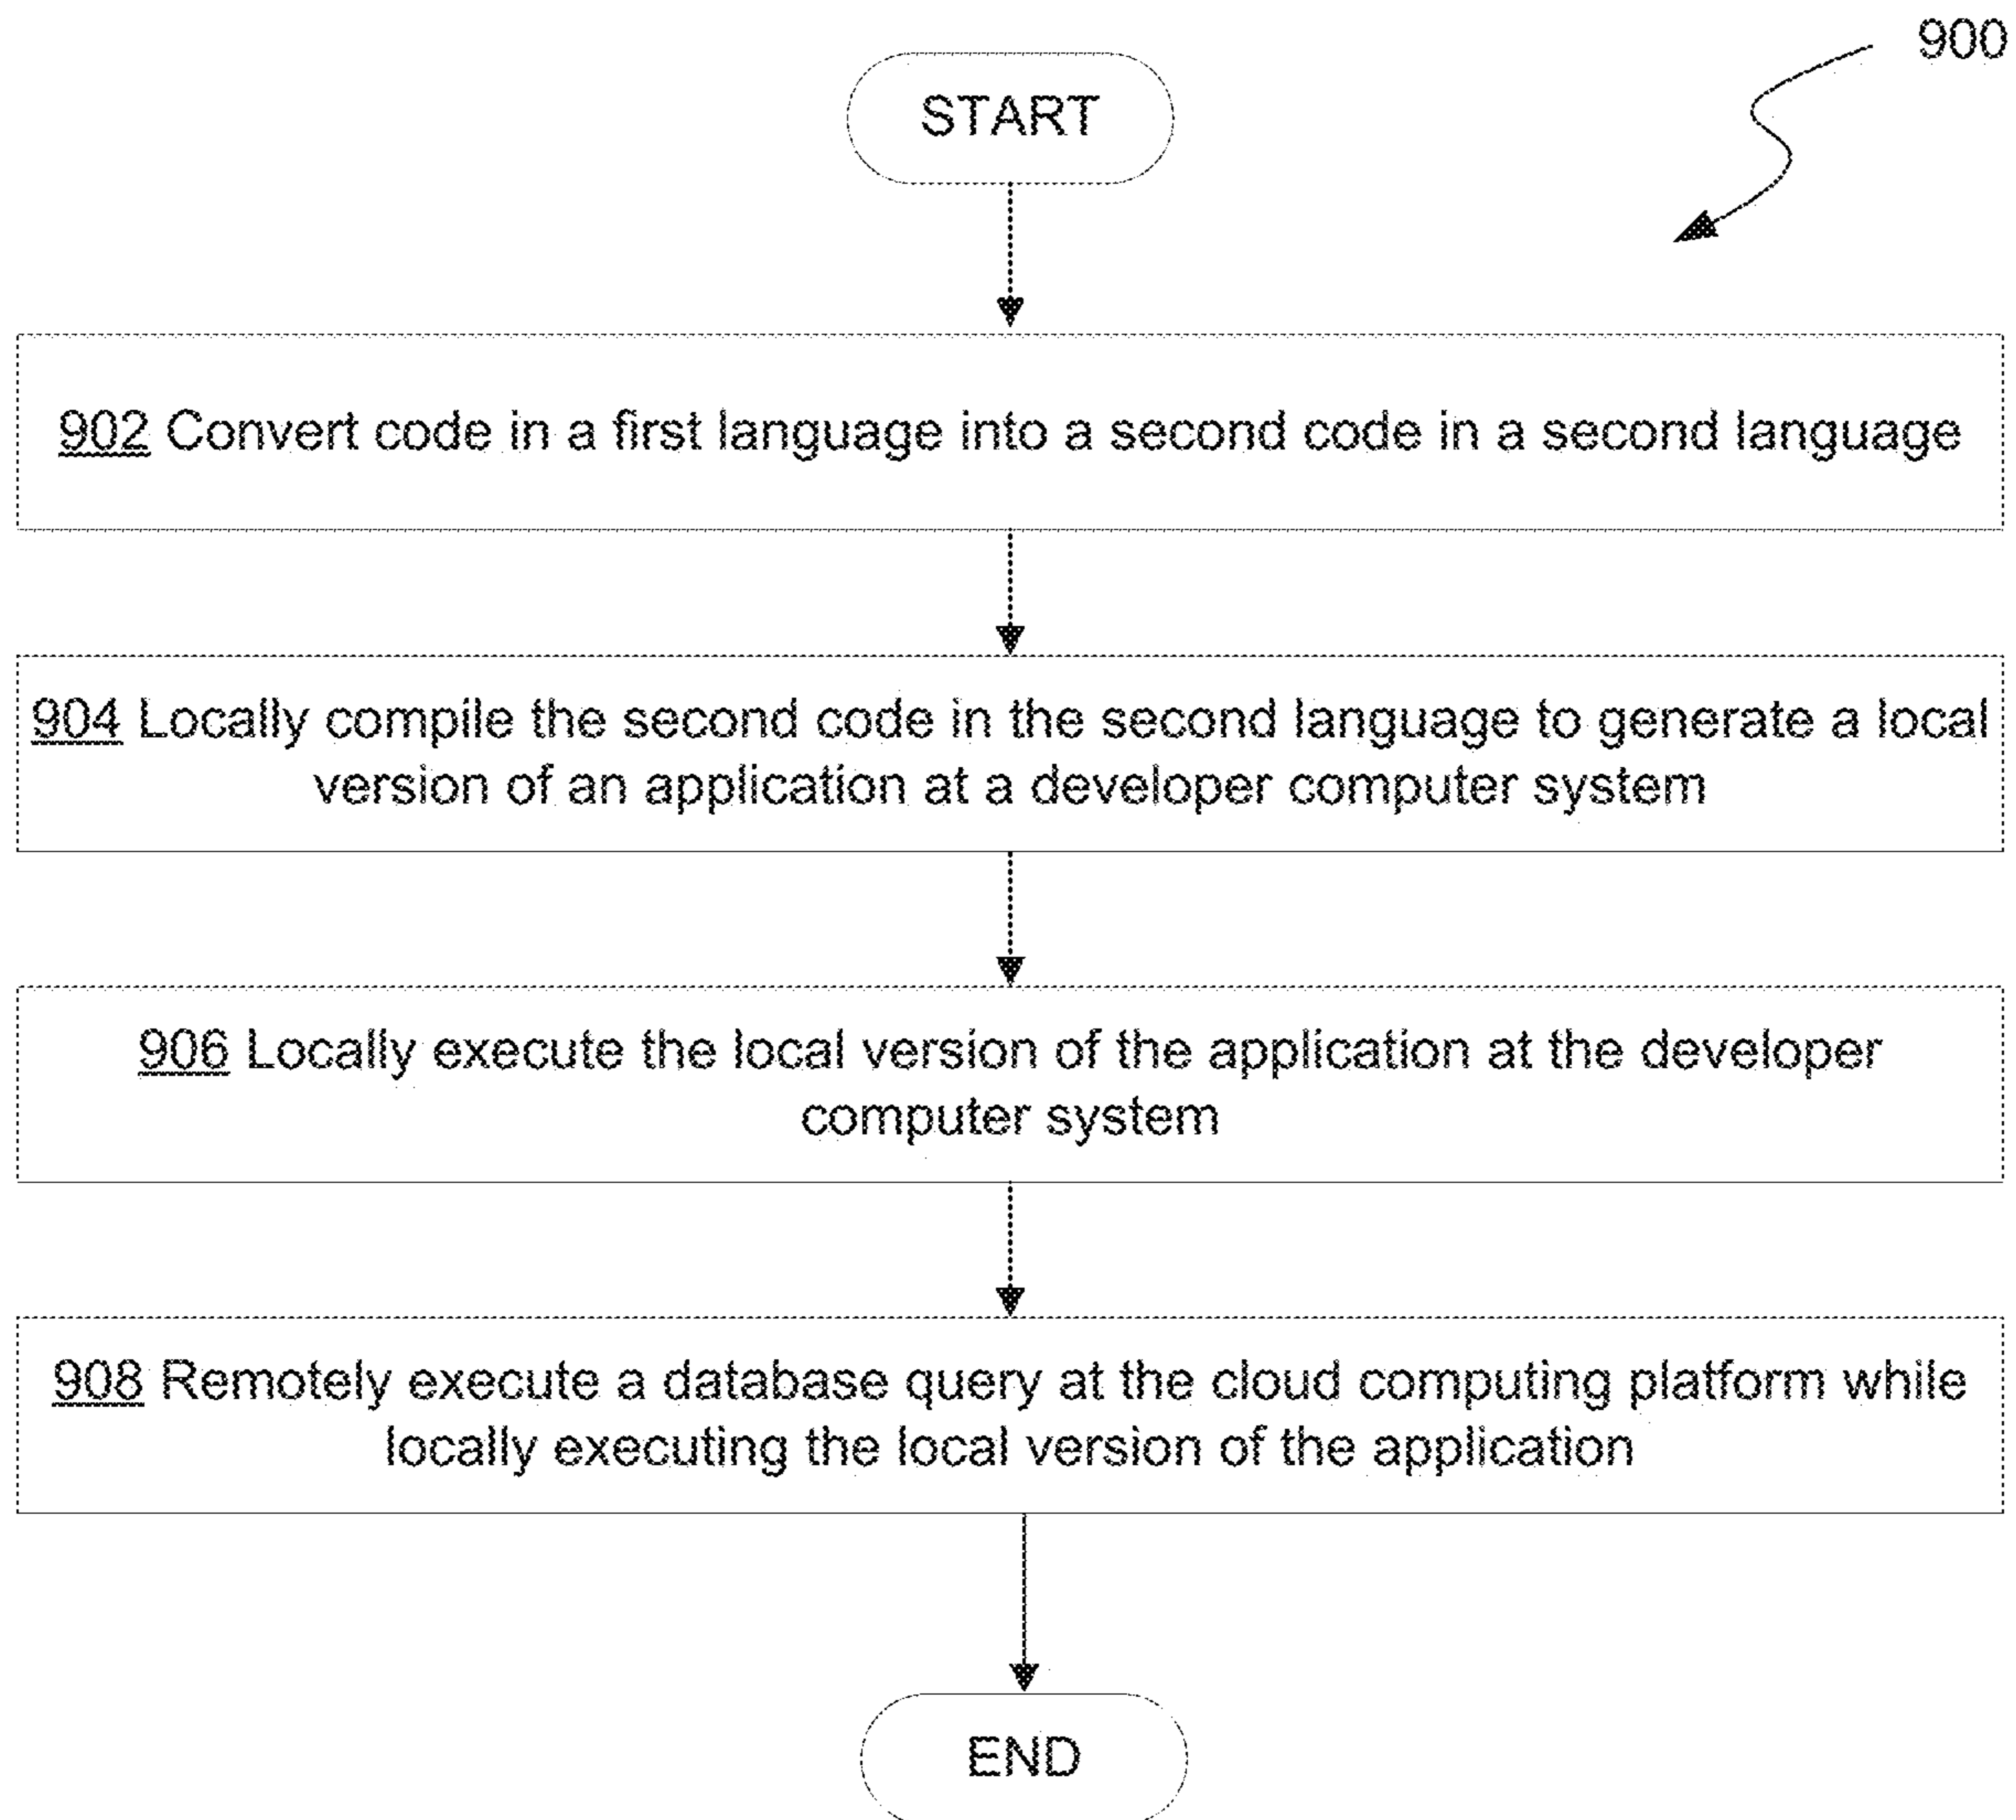 900
START
902 Convert code in a first language into a second code in a second language
904 Locally compile the second code in the second language to generate a local
version of an application at a developer computer system
906 Locally execute the local version of the application at the developer
computer system
908 Remotely execute a database query at the cloud computing platform while
locally executing the local version of the application
END